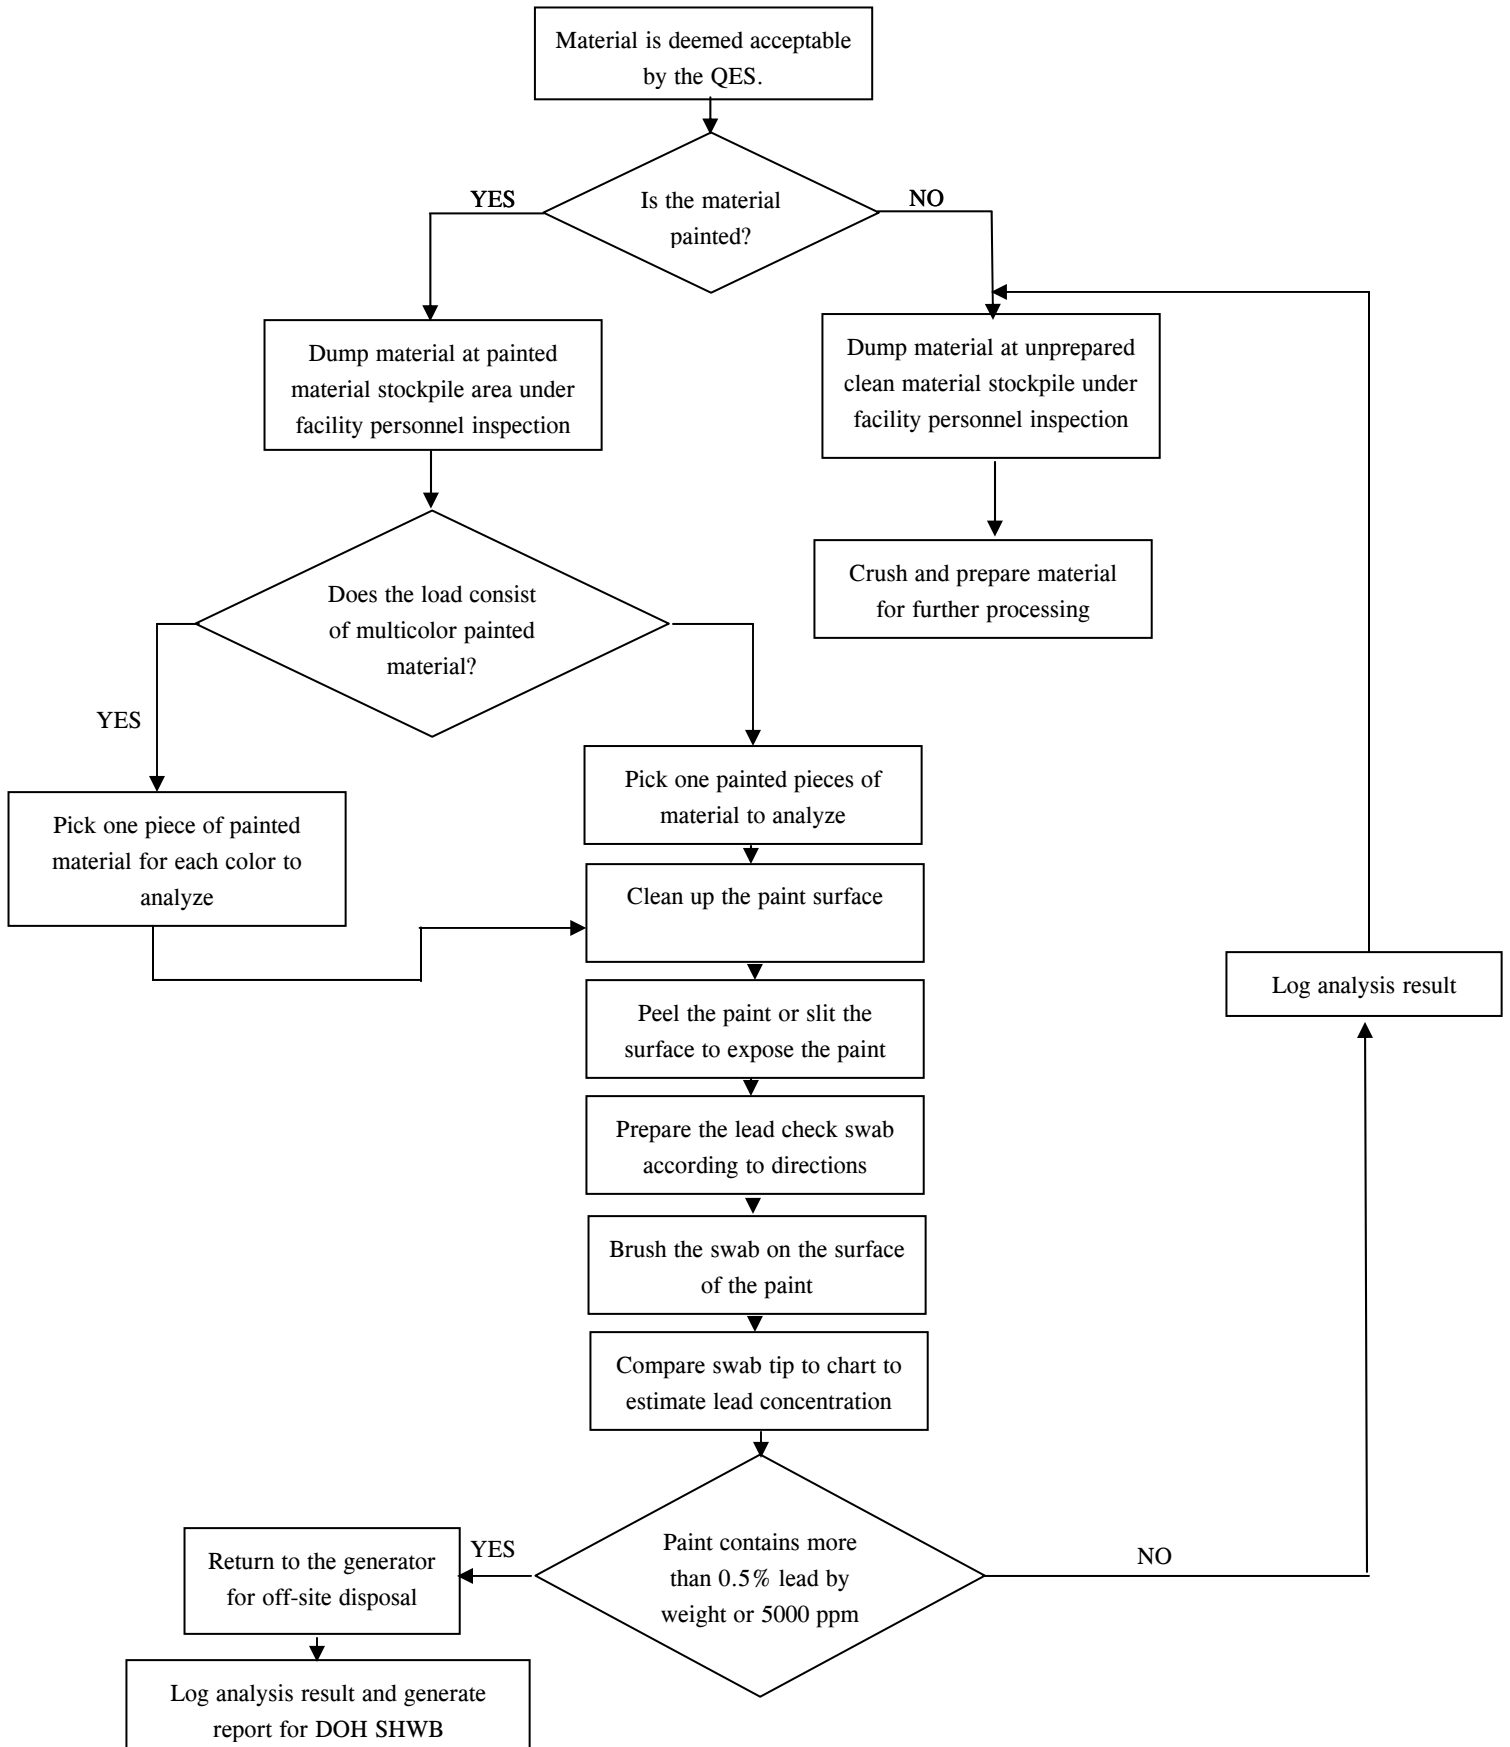 Material is deemed acceptable
by the QES.
Is the material
painted?
YES
NO
Dump material at painted
material stockpile area under
facility personnel inspection
Dump material at unprepared
clean material stockpile under
facility personnel inspection
Crush and prepare material
for further processing
Does the load consist
of multicolor painted
material?
YES
Pick one piece of painted
material for each color to
analyze
Pick one painted pieces of
material to analyze
Clean up the paint surface
Peel the paint or slit the
surface to expose the paint
Prepare the lead check swab
according to directions
Brush the swab on the surface
of the paint
Compare swab tip to chart to
estimate lead concentration
Paint contains more
than 0.5% lead by
weight or 5000 ppm
YES
NO
Return to the generator
for off-site disposal
Log analysis result and generate
report for DOH SHWB
Log analysis result